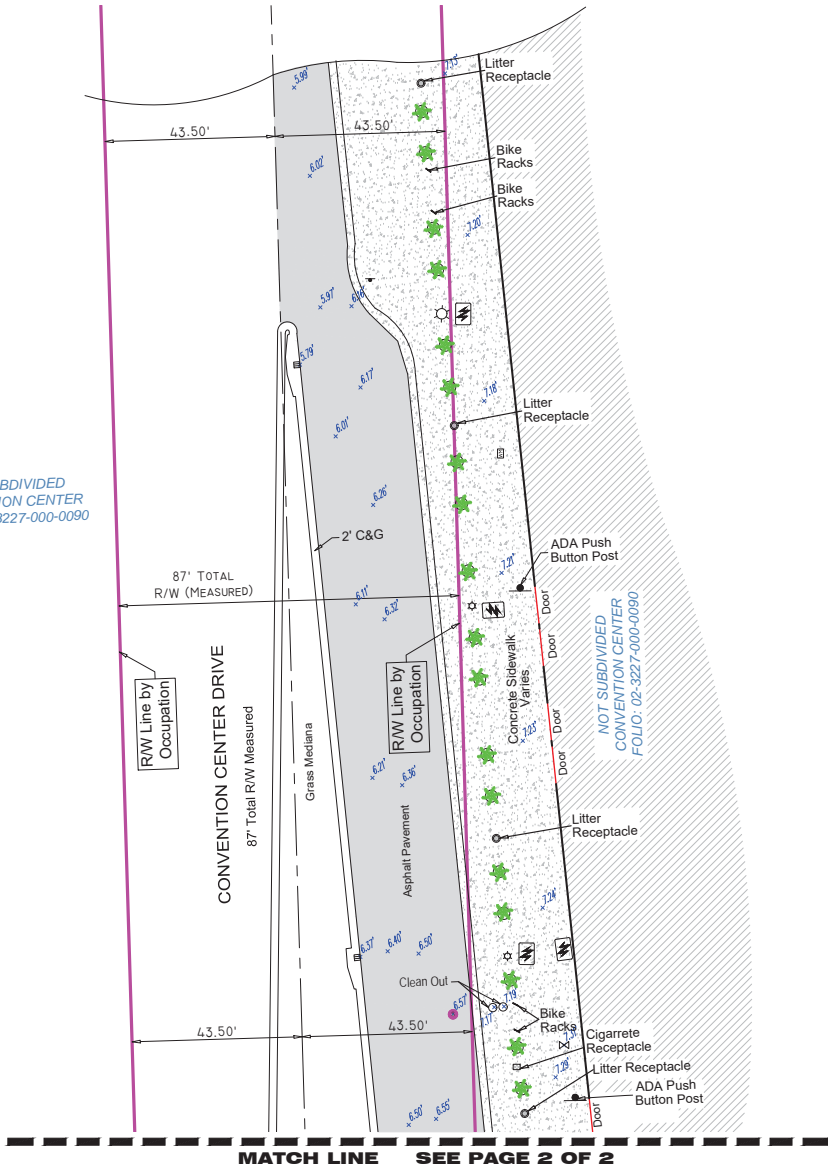 5.99'
7.13'
Litter
Receptacle
43.50'
43.50'
6.02'
Bike
Racks
Bike
Racks
7.20'
5.97'
6.16'
5.79'
6.17'
7.18'
Litter
Receptacle
6.01'
BDIVIDED
ION CENTER
3227-000-0090
6.26'
2' C&G
ADA Push
Button Post
7.21'
87' TOTAL
R/W (MEASURED)
6.11'
6.32'
Door
Door
NOT SUBDIVIDED
CONVENTION CENTER
FOLIO: 02-3227-000-0090
R/W Line by
Occupation
R/W Line by
Occupation
Concrete Sidewalk
Varies
CONVENTION CENTER DRIVE
87' Total R/W Measured
Grass Mediana
7.23'
Door
Door
6.21'
6.36'
Asphalt Pavement
Litter
Receptacle
7.24'
6.37'
6.40'
6.50'
Clean Out
6.57'
7.17'
7.19'
Bike
Racks
43.50'
43.50'
Cigarrete
Receptacle
7.29'
Litter Receptacle
ADA Push
Button Post
6.50'
6.55'
Door
MATCH LINE SEE PAGE 2 OF 2